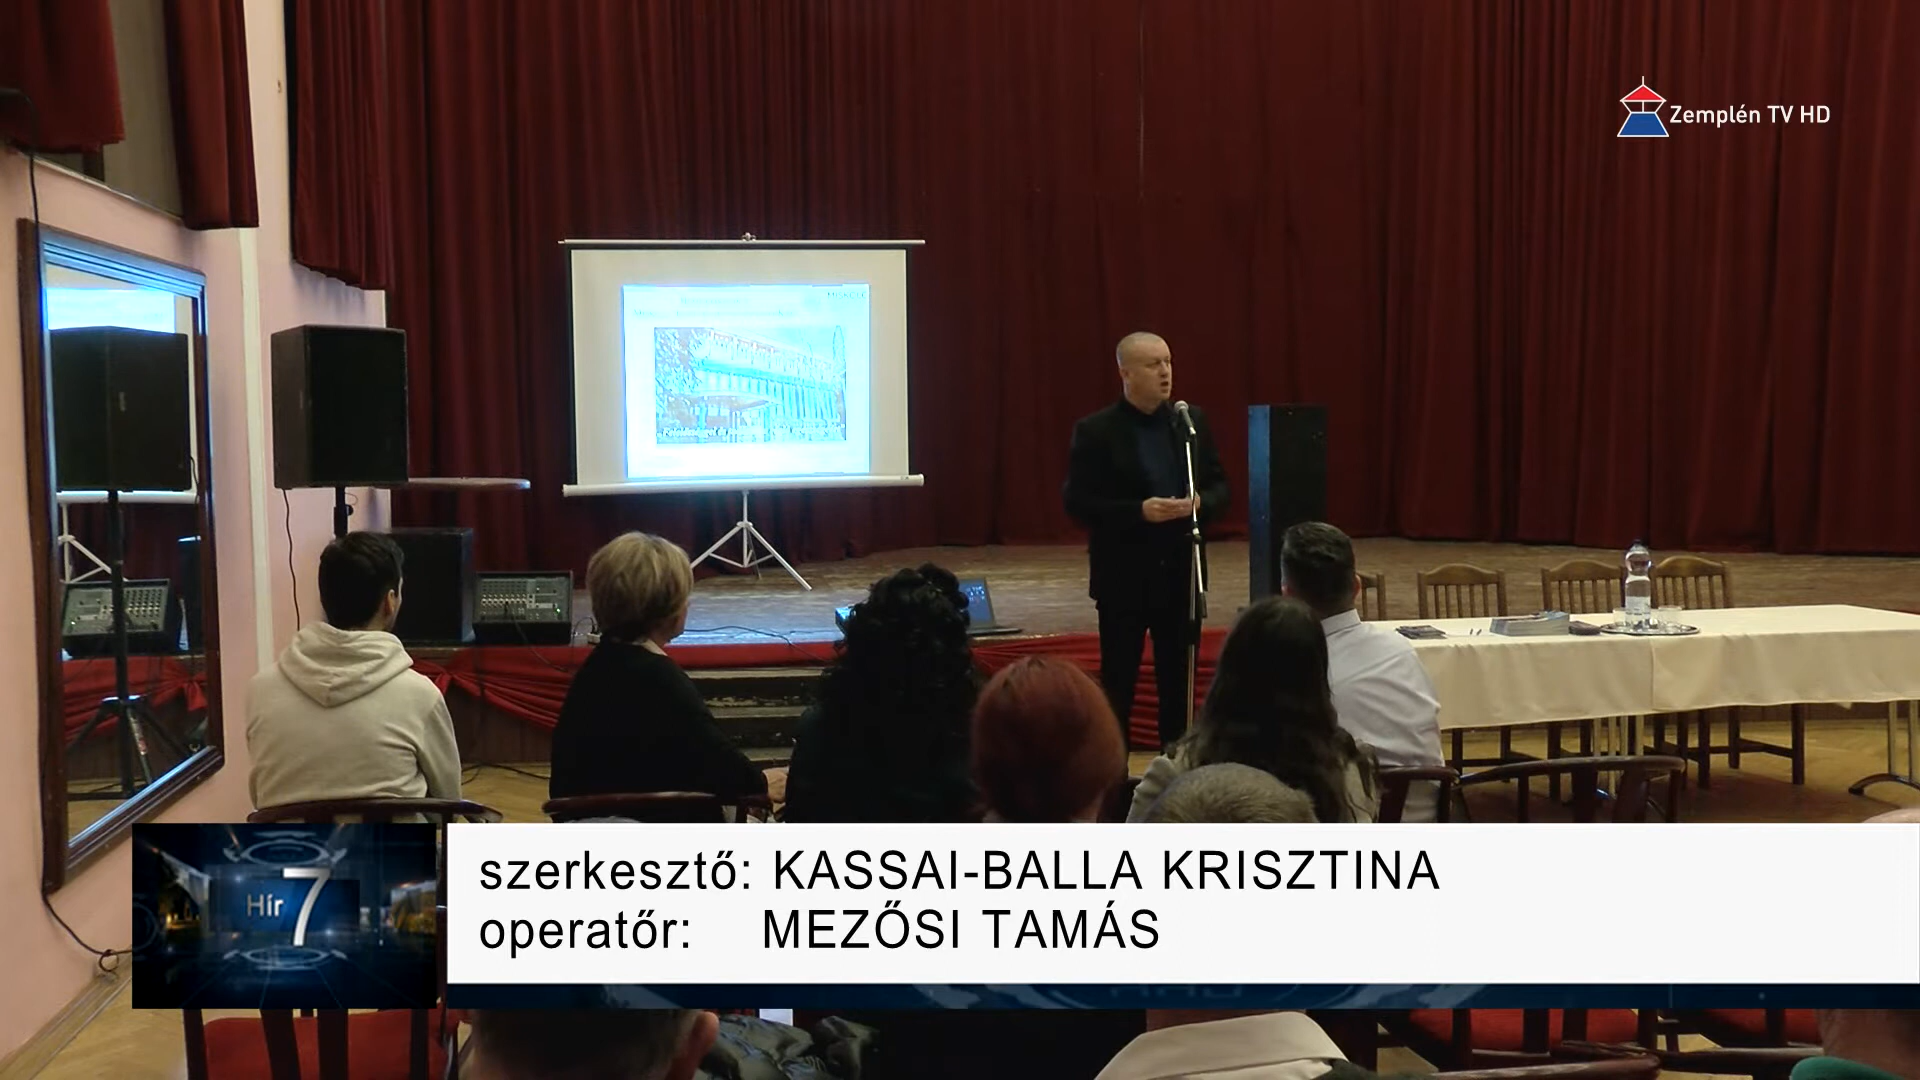 Zemplén TV HD
Hír 7
szerkesztő: KASSAI-BALLA KRISZTINA
operatőr: MEZŐSI TAMÁS